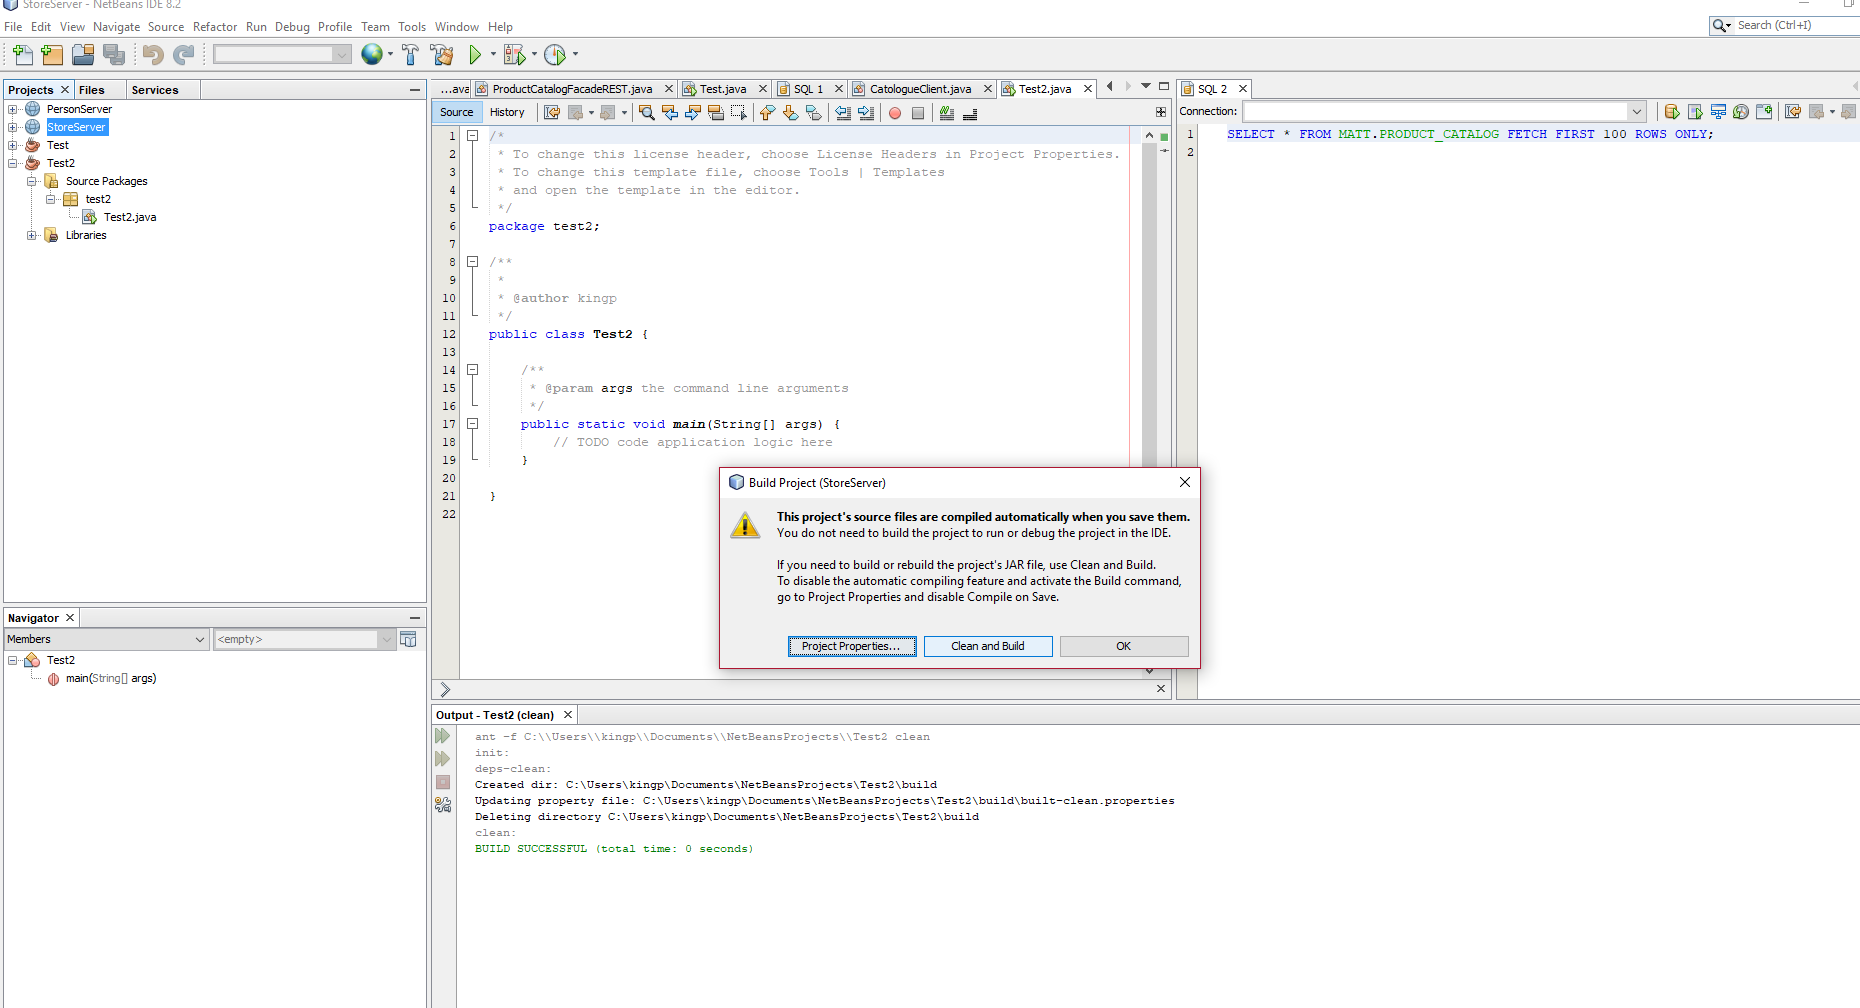 StoreServer - NetBeans IDE 8.2
File Edit View Navigate Source Refactor Run Debug Profile Team Tools Window Help
Search (Ctrl+I)
Projects Files Services
PersonServer
StoreServer
Test
Test2
Source Packages
test2
Test2.java
Libraries
Navigator
Members <empty>
Test2
main(String[] args)
...ava ProductCatalogFacadeREST.java Test.java SQL 1 CatologueClient.java Test2.java
Source History
1 /*
2 * To change this license header, choose License Headers in Project Properties.
3 * To change this template file, choose Tools | Templates
4 * and open the template in the editor.
5 */
6 package test2;
7
8 /**
9 *
10 * @author kingp
11 */
12 public class Test2 {
13
14 /**
15 * @param args the command line arguments
16 */
17 public static void main(String[] args) {
18 // TODO code application logic here
19 }
20
21 }
22
SQL 2
Connection:
1 SELECT * FROM MATT.PRODUCT_CATALOG FETCH FIRST 100 ROWS ONLY;
2
Build Project (StoreServer)
This project's source files are compiled automatically when you save them.
You do not need to build the project to run or debug the project in the IDE.
If you need to build or rebuild the project's JAR file, use Clean and Build.
To disable the automatic compiling feature and activate the Build command,
go to Project Properties and disable Compile on Save.
Project Properties... Clean and Build OK
Output - Test2 (clean)
ant -f C:\\Users\\kingp\\Documents\\NetBeansProjects\\Test2 clean
init:
deps-clean:
Created dir: C:\Users\kingp\Documents\NetBeansProjects\Test2\build
Updating property file: C:\Users\kingp\Documents\NetBeansProjects\Test2\build\built-clean.properties
Deleting directory C:\Users\kingp\Documents\NetBeansProjects\Test2\build
clean:
BUILD SUCCESSFUL (total time: 0 seconds)